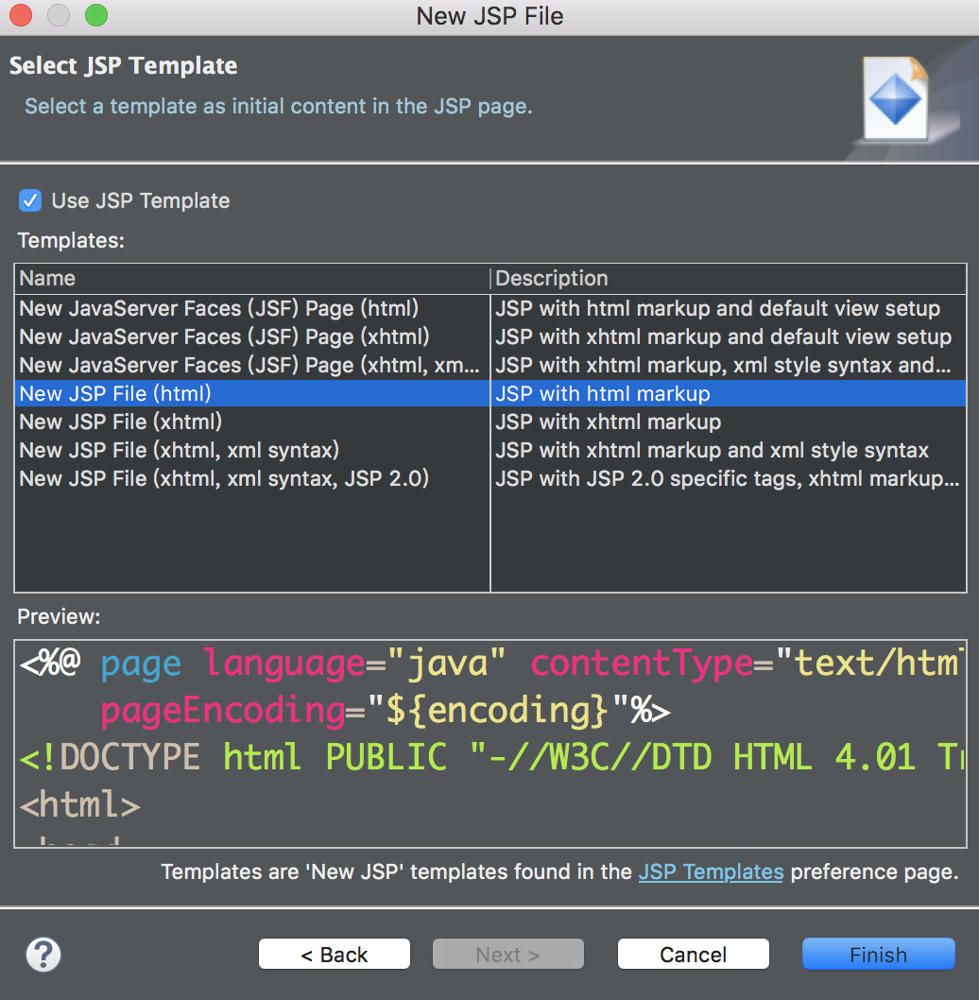 New JSP File
Select JSP Template
Select a template as initial content in the JSP page.
Use JSP Template
Templates:
Name Description
New JavaServer Faces (JSF) Page (html) JSP with html markup and default view setup
New JavaServer Faces (JSF) Page (xhtml) JSP with xhtml markup and default view setup
New JavaServer Faces (JSF) Page (xhtml, xm... JSP with xhtml markup, xml style syntax and...
New JSP File (html) JSP with html markup
New JSP File (xhtml) JSP with xhtml markup
New JSP File (xhtml, xml syntax) JSP with xhtml markup and xml style syntax
New JSP File (xhtml, xml syntax, JSP 2.0) JSP with JSP 2.0 specific tags, xhtml markup...
Preview:
<%@ page language="java" contentType="text/htm
pageEncoding="${encoding}"%>
<!DOCTYPE html PUBLIC "-//W3C//DTD HTML 4.01 T
<html>
Templates are 'New JSP' templates found in the JSP Templates preference page.
? < Back Next > Cancel Finish